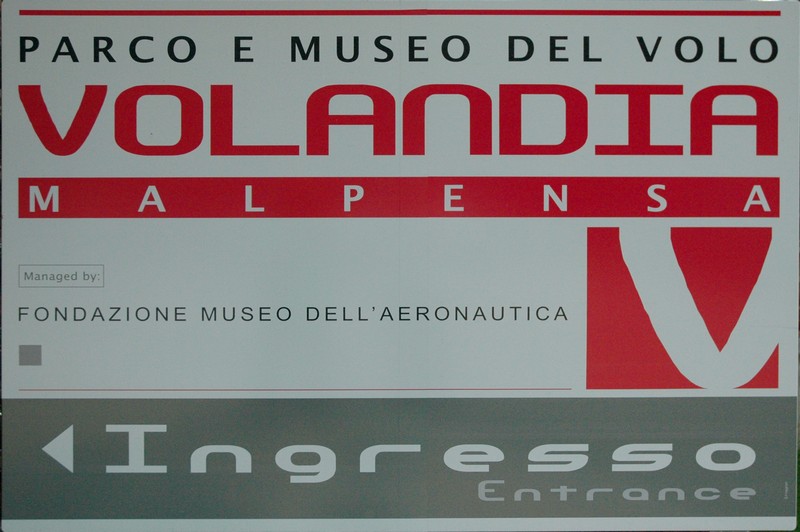 PARCO E MUSEO DEL VOLO
VOLANDIA
MALPENSA
Managed by:
FONDAZIONE MUSEO DELL'AERONAUTICA
V
Ingresso
Entrance